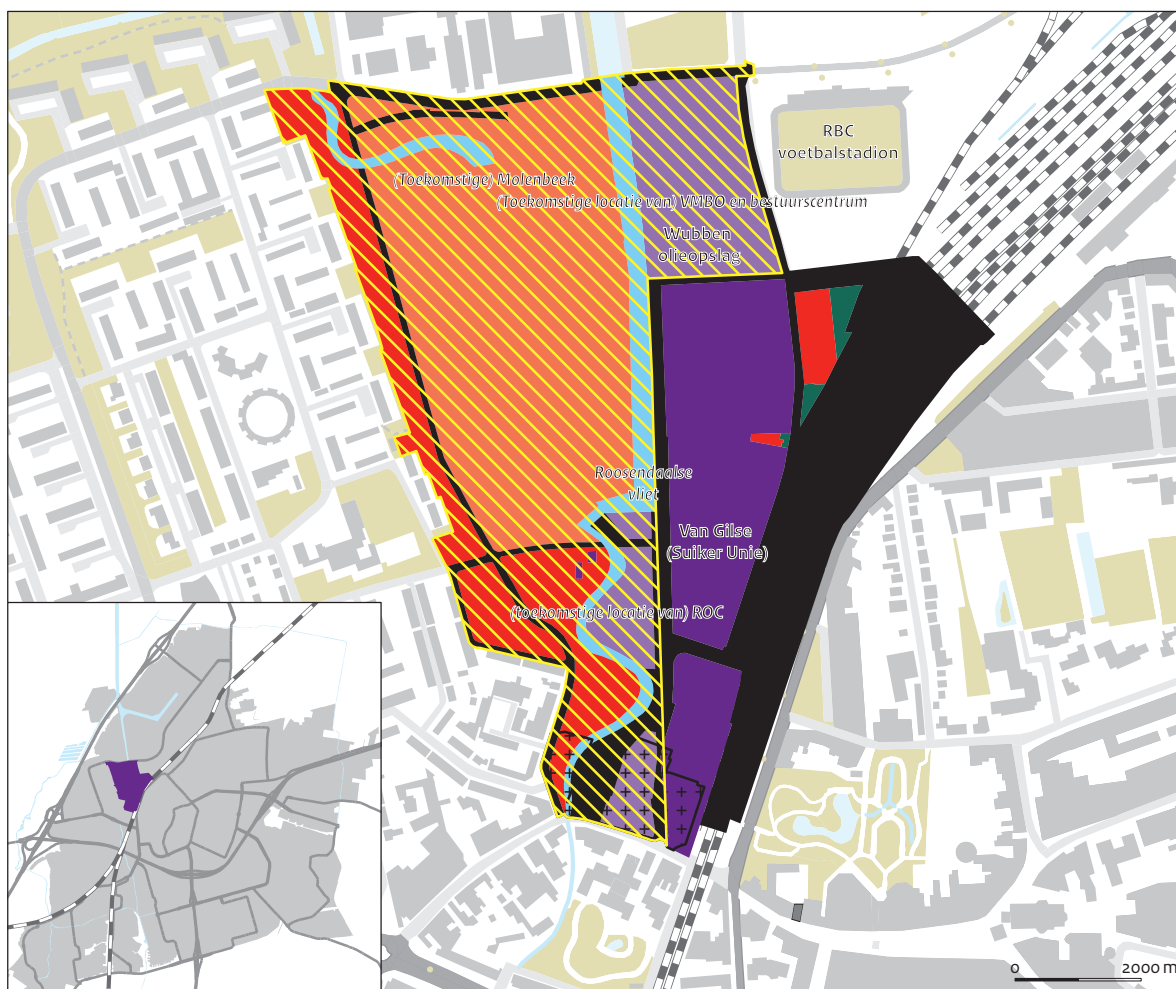 RBC
voetbalstadion
(Toekomstige) Molenbeek
(Toekomstige locatie van) VMBO en bestuurscentrum
Wubben
olieopslag
Roosendaalse
vliet
Van Gilse
(Suiker Unie)
(toekomstige locatie van) ROC
0 2000 m